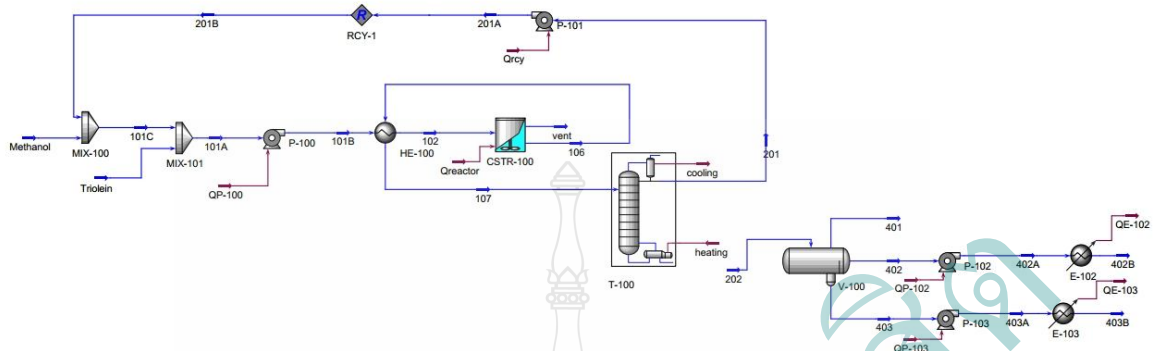 201B
R
RCY-1
201A
P-101
Qrcy
Methanol
MIX-100
101C
MIX-101
101A
P-100
101B
HE-100
102
CSTR-100
vent
106
Triolein
QP-100
Qreactor
107
cooling
201
heating
T-100
202
V-100
401
402
P-102
402A
E-102
QE-102
402B
QP-102
QE-103
403
P-103
403A
E-103
403B
QP-103